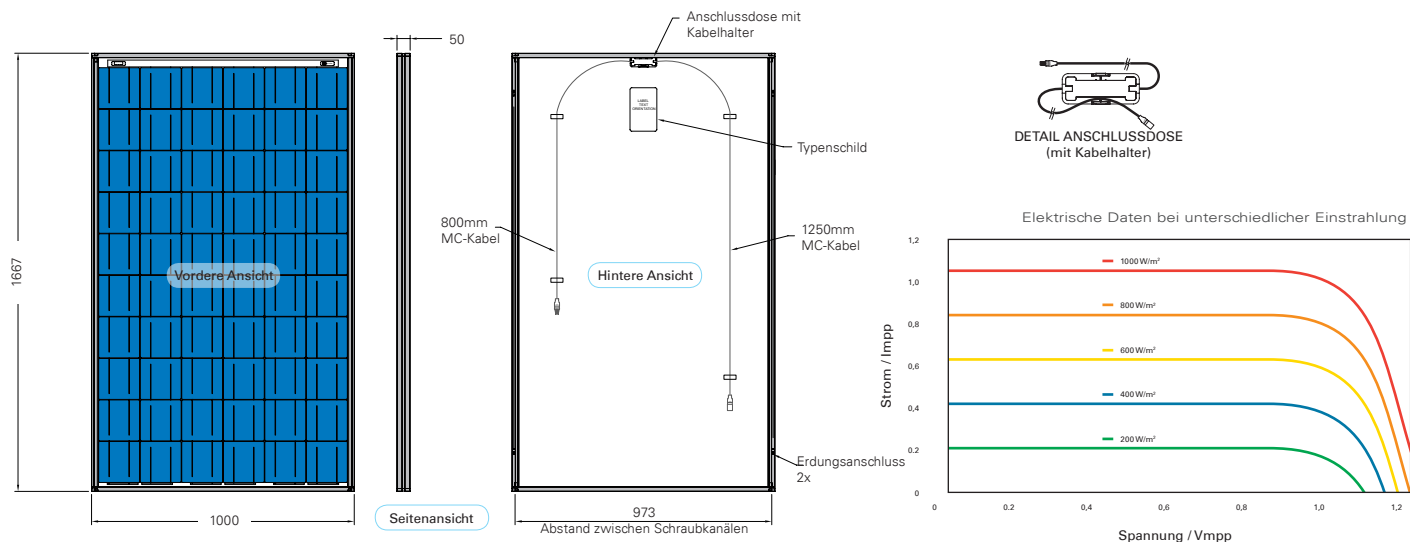 50
Anschlussdose mit
Kabelhalter
LABEL
TEXT
ORIENTATION
Typenschild
1667
Vordere Ansicht
800mm
MC-Kabel
Hintere Ansicht
1250mm
MC-Kabel
Erdungsanschluss
2x
1000
Seitenansicht
973
Abstand zwischen Schraubkanälen
DETAIL ANSCHLUSSDOSE
(mit Kabelhalter)
Elektrische Daten bei unterschiedlicher Einstrahlung
Strom / Impp
1,2
1,0
0,8
0,6
0,4
0.2
0
1000 W/m²
800 W/m²
600 W/m²
400 W/m²
200 W/m²
0 0.2 0.4 0.6 0,8 1,0 1,2
Spannung / Vmpp